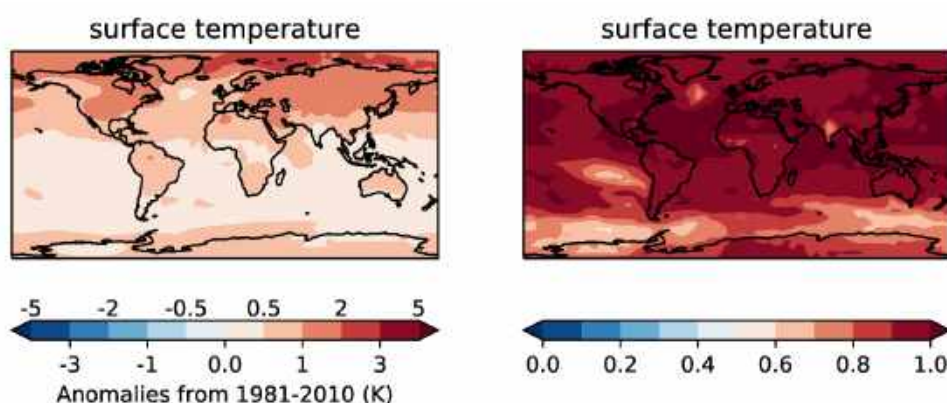 surface temperature
surface temperature
-5 -2 -0.5 0.5 2 5
-3 -1 0.0 1 3
Anomalies from 1981-2010 (K)
0.0 0.2 0.4 0.6 0.8 1.0